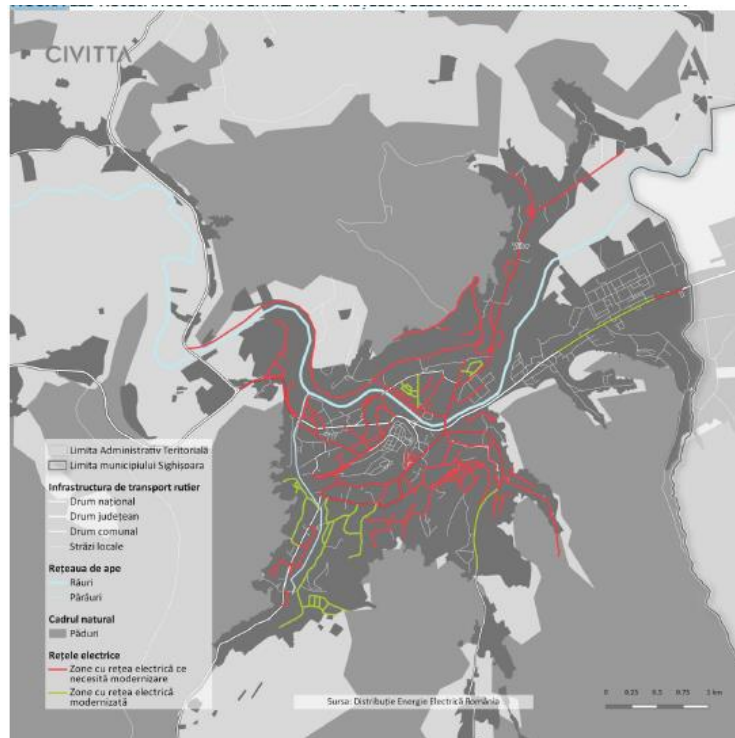 CIVITTA
Limita Administrativ Teritorială
Limita municipiului Sighișoara
Infrastructura de transport rutier
Drum național
Drum județean
Drum comunal
Străzi locale
Rețeaua de ape
Râuri
Pârâuri
Cadrul natural
Păduri
Rețele electrice
Zone cu rețea electrică ce
necesită modernizare
Zone cu rețea electrică
modernizată
Sursa: Distribuție Energie Electrică România
0 0.25 0.5 0.75 1 km